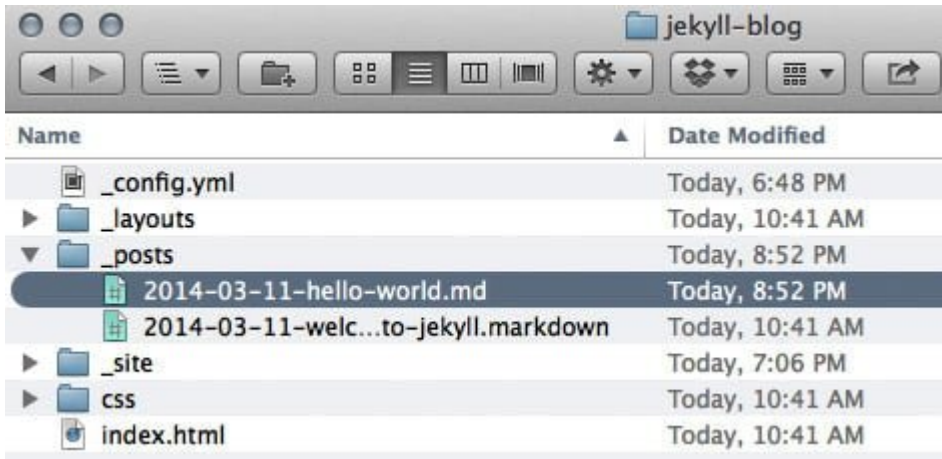 jekyll-blog
Name Date Modified
_config.yml Today, 6:48 PM
_layouts Today, 10:41 AM
_posts Today, 8:52 PM
2014-03-11-hello-world.md Today, 8:52 PM
2014-03-11-welc...to-jekyll.markdown Today, 10:41 AM
_site Today, 7:06 PM
css Today, 10:41 AM
index.html Today, 10:41 AM